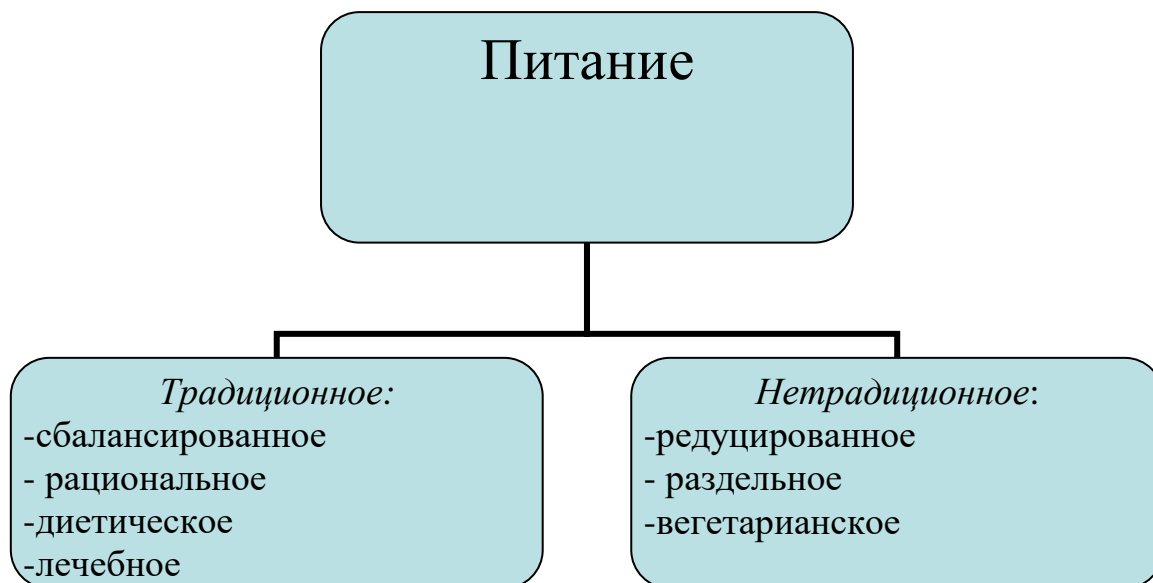 Питание
Традиционное:
-сбалансированное
- рациональное
-диетическое
-лечебное
Нетрадиционное:
-редуцированное
- раздельное
-вегетарианское